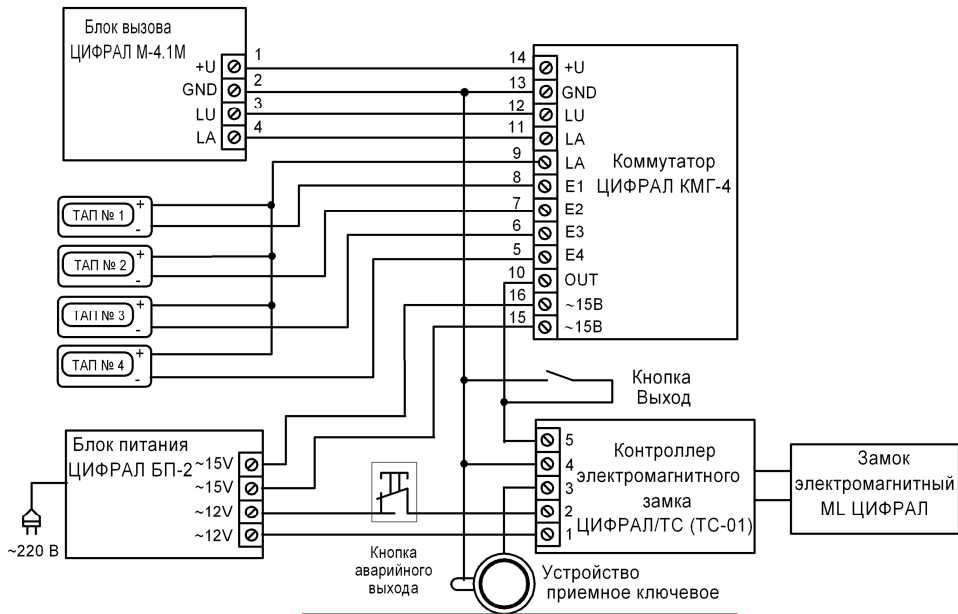 Блок вызова
ЦИФРАЛ М-4.1М
+U
GND
LU
LA
1
2
3
4
14
13
12
11
9
8
7
6
5
10
16
15
+U
GND
LU
LA
LA
E1
E2
E3
E4
OUT
~15В
~15В
Коммутатор
ЦИФРАЛ КМГ-4
ТАП № 1
+
-
ТАП № 2
+
-
ТАП № 3
+
-
ТАП № 4
+
-
Кнопка
Выход
Блок питания
ЦИФРАЛ БП-2
~15V
~15V
~12V
~12V
~220 В
Кнопка
аварийного
выхода
5
4
3
2
1
Контроллер
электромагнитного
замка
ЦИФРАЛ/ТС (ТС-01)
Замок
электромагнитный
ML ЦИФРАЛ
Устройство
приемное ключевое